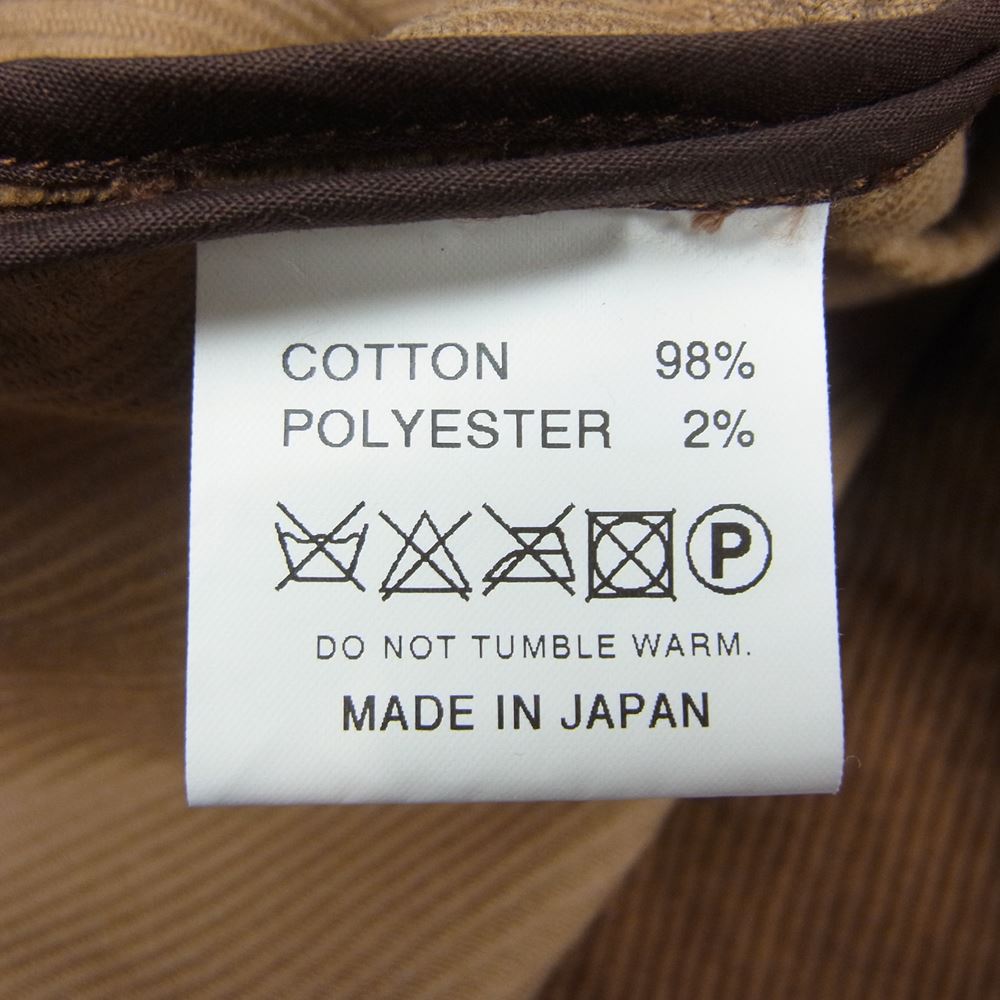 COTTON 98%
POLYESTER 2%
P
DO NOT TUMBLE WARM.
MADE IN JAPAN